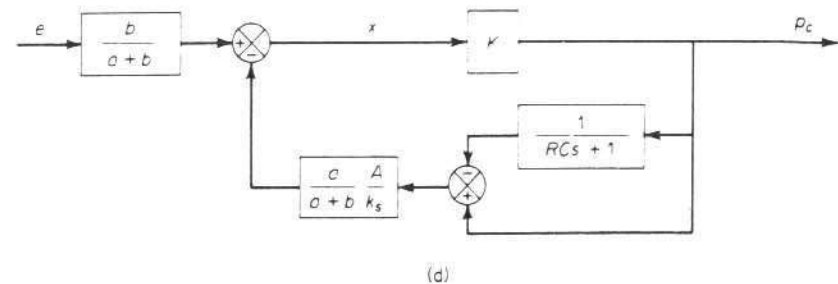 e
b
a + b
+
−
x
K
p_c
1
RCs + 1
−
+
a A
a + b k_s
(d)